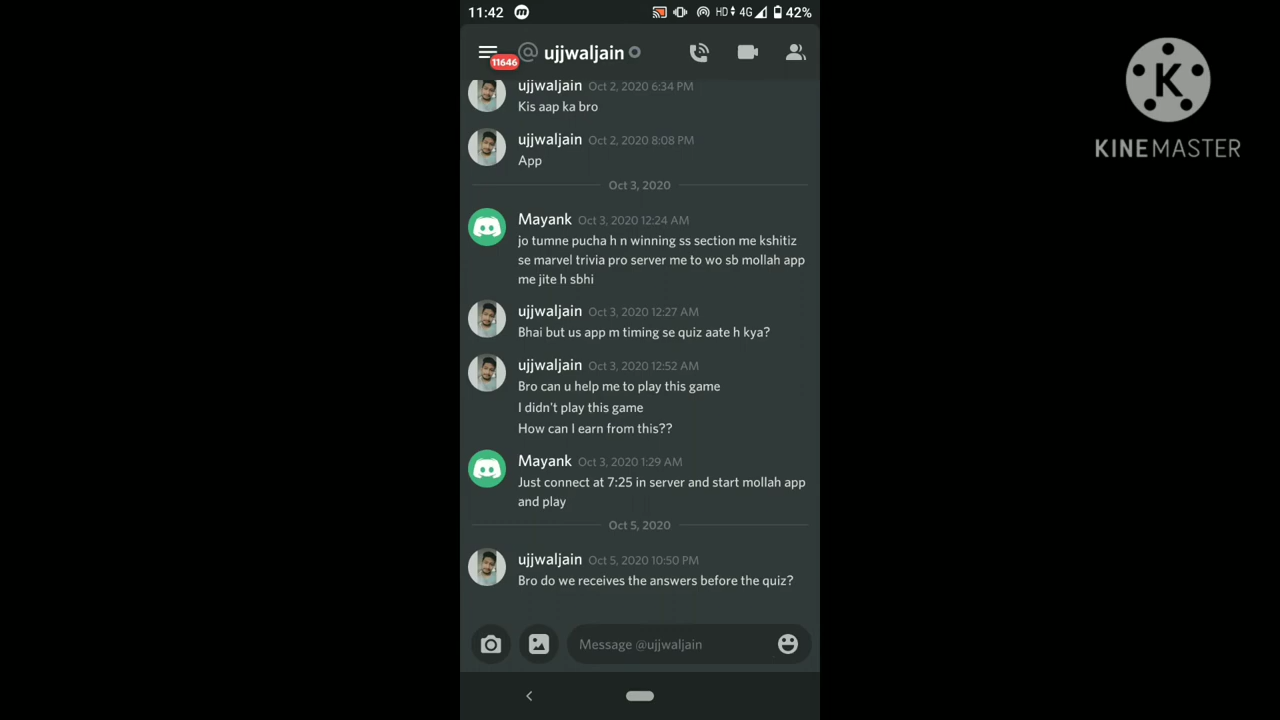 11:42
HD 4G 42%
11646
@ ujjwaljain
ujjwaljain Oct 2, 2020 6:34 PM
Kis aap ka bro
ujjwaljain Oct 2, 2020 8:08 PM
App
Oct 3, 2020
Mayank Oct 3, 2020 12:24 AM
jo tumne pucha h n winning ss section me kshitiz
se marvel trivia pro server me to wo sb mollah app
me jite h sbhi
ujjwaljain Oct 3, 2020 12:27 AM
Bhai but us app m timing se quiz aate h kya?
ujjwaljain Oct 3, 2020 12:52 AM
Bro can u help me to play this game
I didn't play this game
How can I earn from this??
Mayank Oct 3, 2020 1:29 AM
Just connect at 7:25 in server and start mollah app
and play
Oct 5, 2020
ujjwaljain Oct 5, 2020 10:50 PM
Bro do we receives the answers before the quiz?
Message @ujjwaljain
K
KINEMASTER